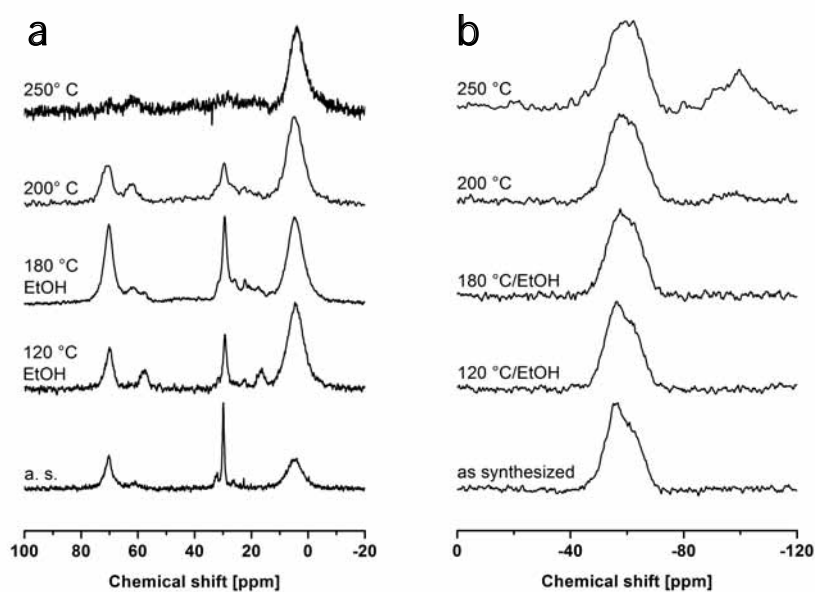 a
250° C
200° C
180 °C
EtOH
120 °C
EtOH
a. s.
100 80 60 40 20 0 -20
Chemical shift [ppm]
b
250 °C
200 °C
180 °C/EtOH
120 °C/EtOH
as synthesized
0 -40 -80 -120
Chemical shift [ppm]